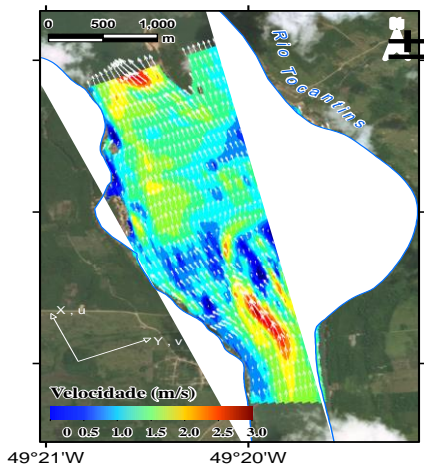 0 500 1,000
m
Rio Tocantins
X, ū
Y, v
Velocidade (m/s)
0 0.5 1.0 1.5 2.0 2.5 3.0
49°21'W 49°20'W